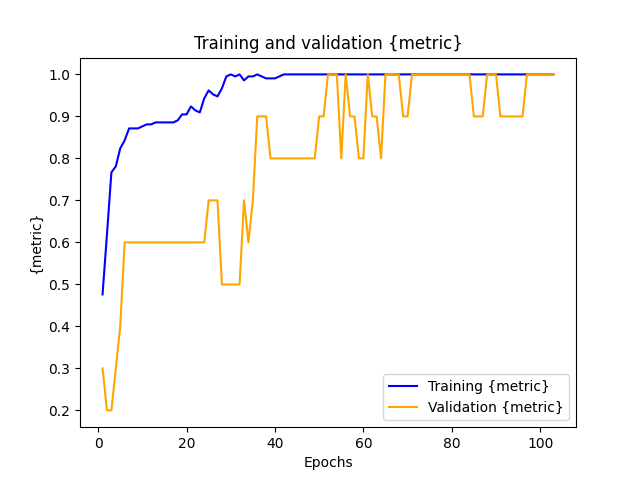 Training and validation {metric}
1.0
0.9
0.8
0.7
0.6
0.5
0.4
0.3
0.2
{metric}
Training {metric}
Validation {metric}
0 20 40 60 80 100
Epochs